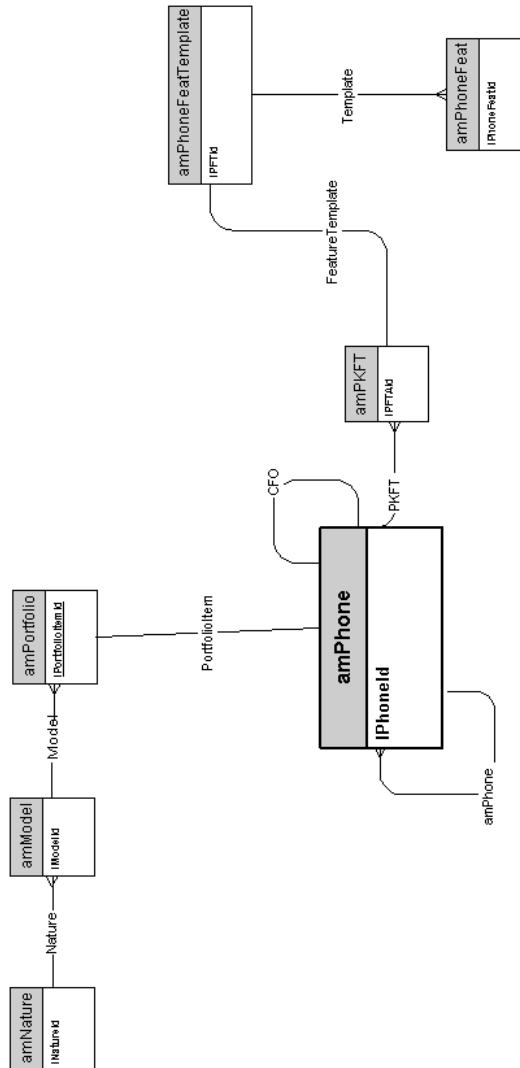 amNature
lNatureId
Nature
amModel
lModelId
Model
amPortfolio
lPortfolioItemId
PortfolioItem
amPhoneFeatTemplate
lPFTId
CFO
FeatureTemplate
Template
amPhone
lPhoneId
amPKFT
lPFTAId
PKFT
amPhoneFeat
lPhoneFeatId
amPhone